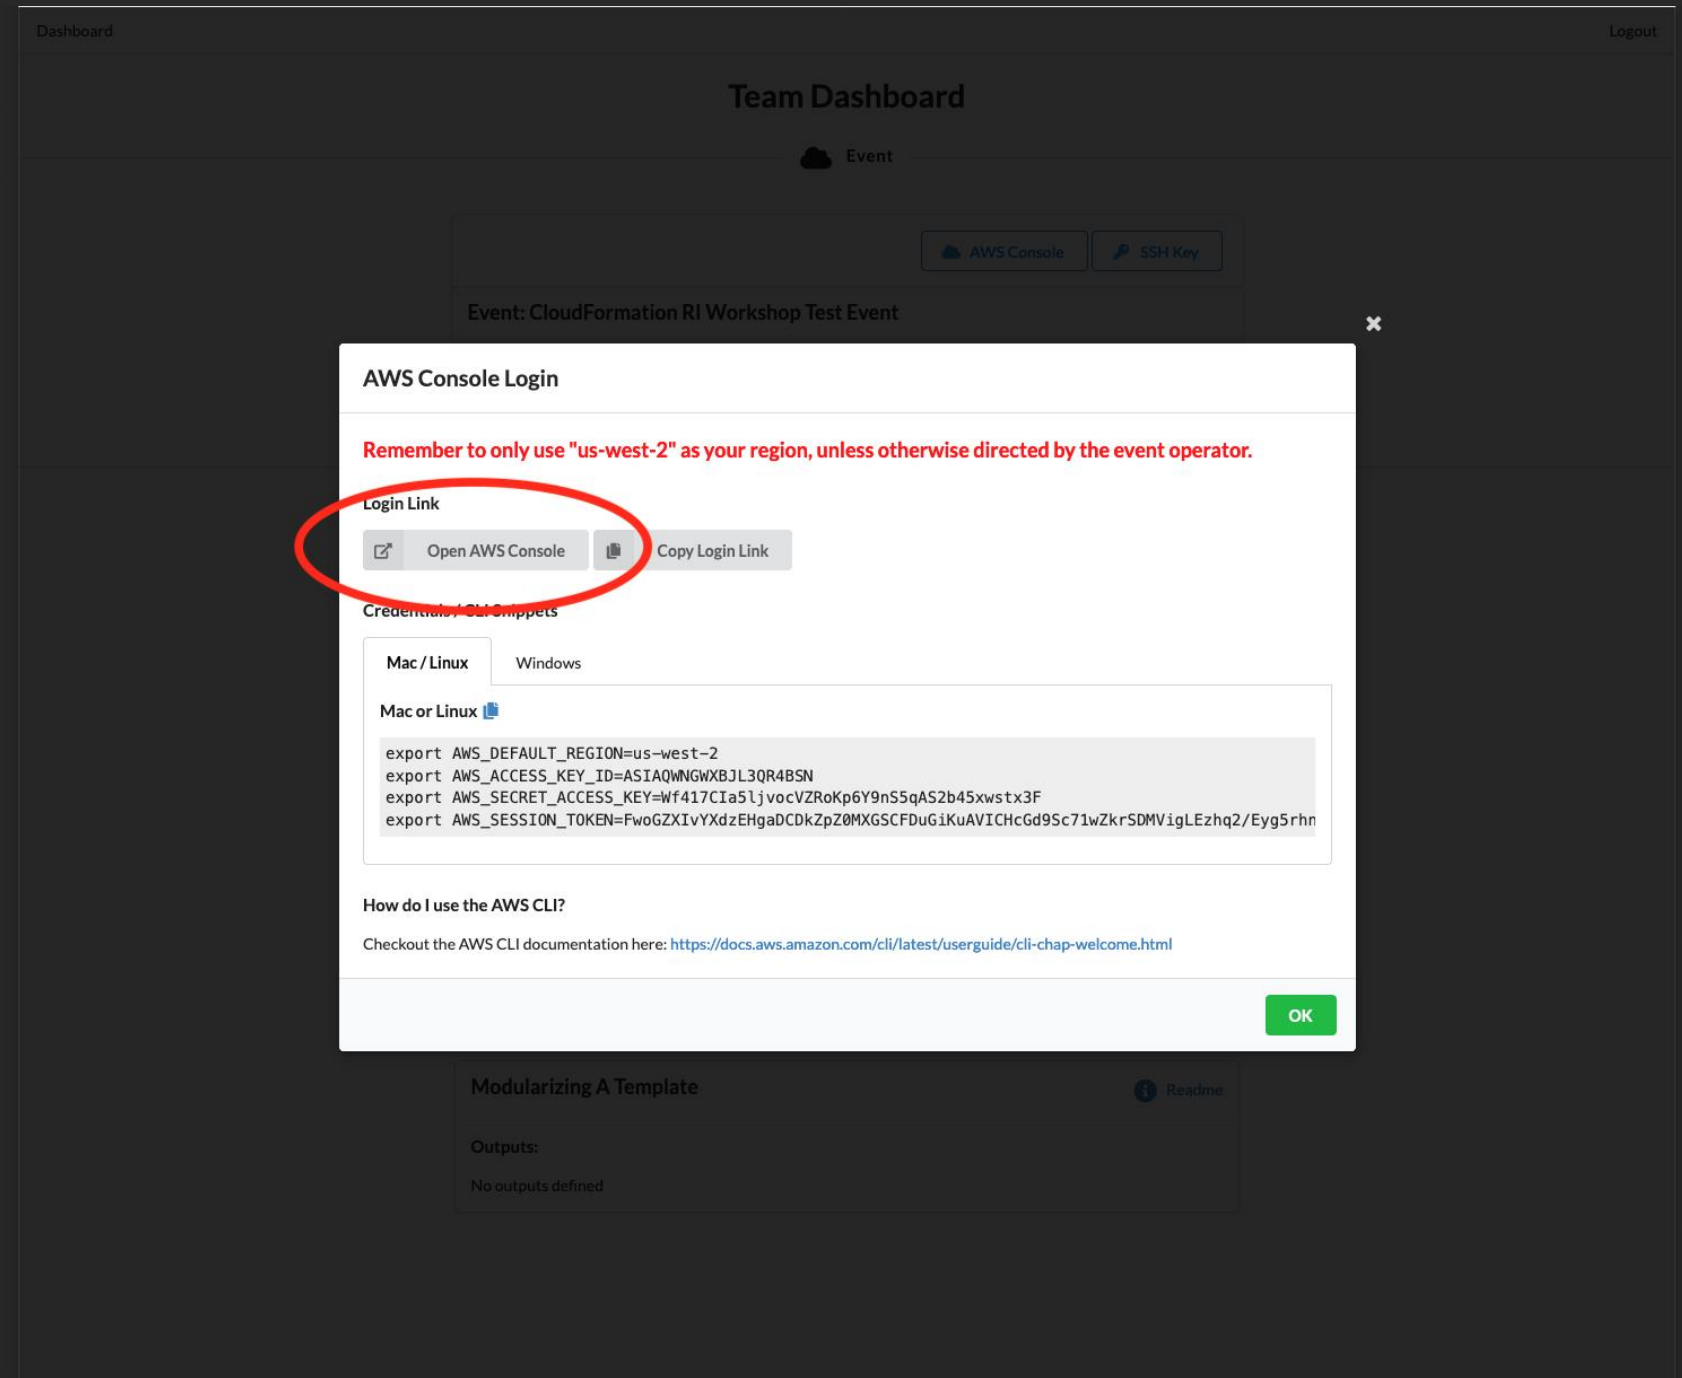 Dashboard
Logout
Team Dashboard
Event
AWS Console
SSH Key
Event: CloudFormation RI Workshop Test Event
AWS Console Login
Remember to only use "us-west-2" as your region, unless otherwise directed by the event operator.
Login Link
Open AWS Console
Copy Login Link
Credentials / CLI Snippets
Mac / Linux
Windows
Mac or Linux
export AWS_DEFAULT_REGION=us-west-2
export AWS_ACCESS_KEY_ID=ASIAQWNGWXBJL3QR4BSN
export AWS_SECRET_ACCESS_KEY=Wf417CIa5ljvocVZRoKp6Y9nS5qAS2b45xwstx3F
export AWS_SESSION_TOKEN=FwoGZXIvYXdzEHgaDCDkZpZ0MXGSCFDuGiKuAVICHcGd9Sc71wZkrSDMVigLEzhq2/Eyg5rhn
How do I use the AWS CLI?
Checkout the AWS CLI documentation here: https://docs.aws.amazon.com/cli/latest/userguide/cli-chap-welcome.html
OK
Modularizing A Template
Readme
Outputs:
No outputs defined